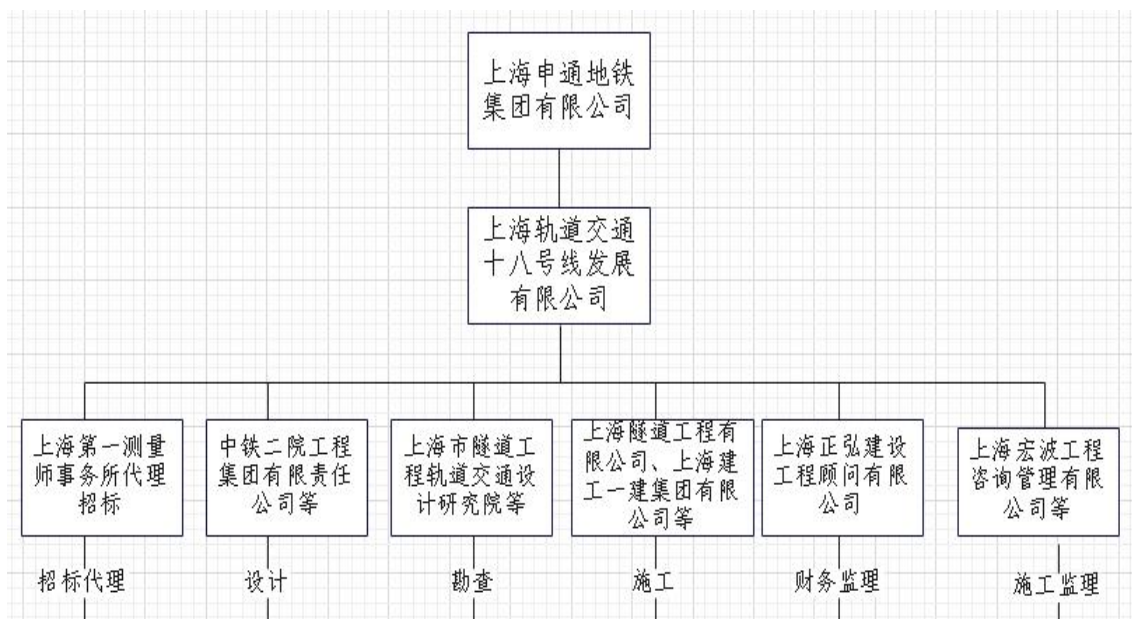 上海申通地铁
集团有限公司
上海轨道交通
十八号线发展
有限公司
上海第一测量
师事务所代理
招标
中铁二院工程
集团有限责任
公司等
上海市隧道工
程轨道交通设
计研究院等
上海隧道工程有
限公司、上海建
工一建集团有限
公司等
上海正弘建设
工程顾问有限
公司
上海宏波工程
咨询管理有限
公司等
招标代理
设计
勘查
施工
财务监理
施工监理